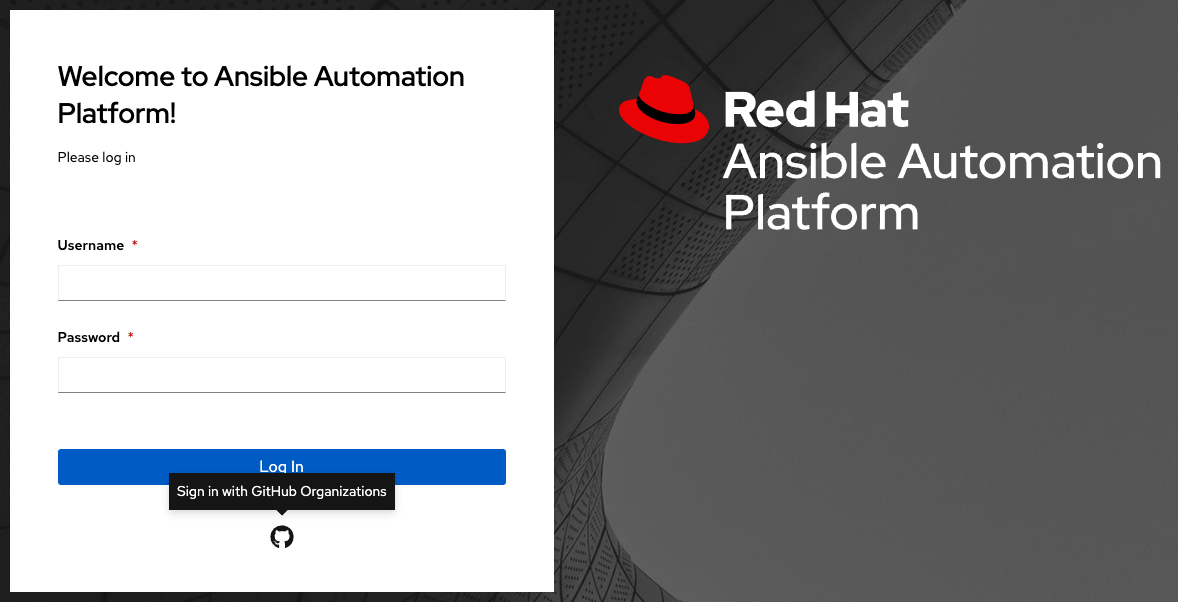 Welcome to Ansible Automation
Platform!
Please log in
Username *
Password *
Log In
Sign in with GitHub Organizations
Red Hat
Ansible Automation
Platform